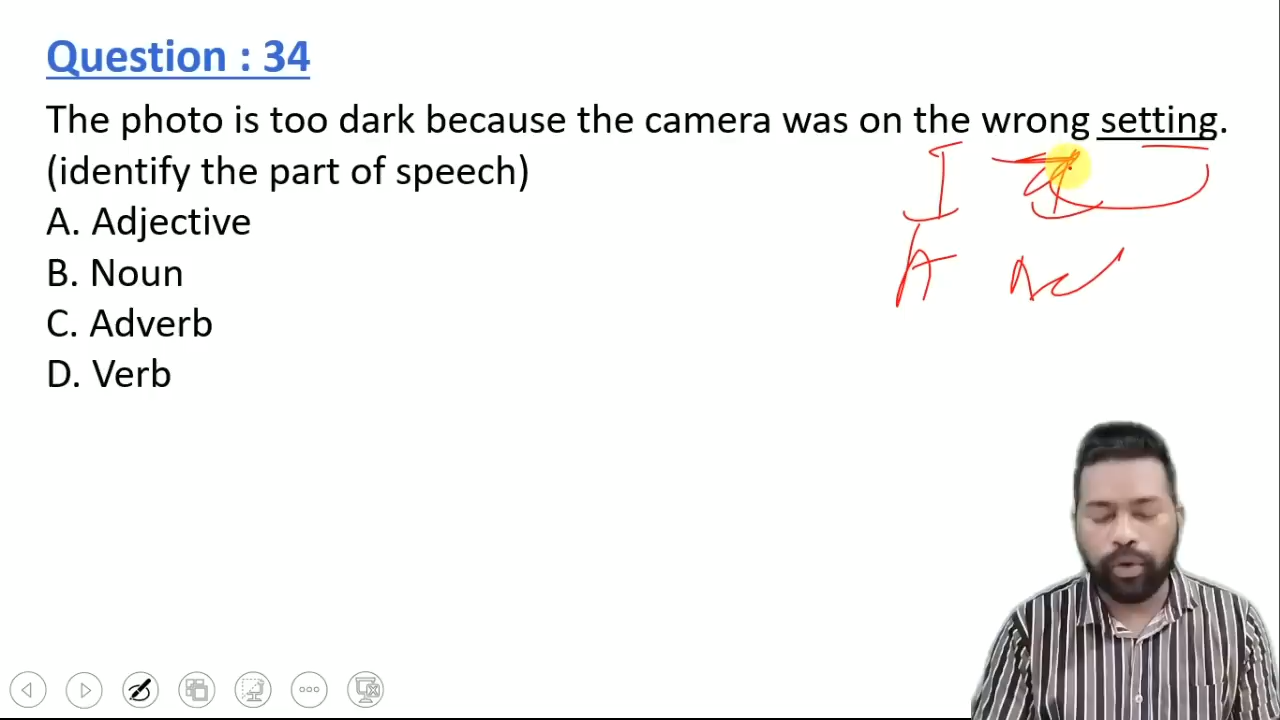 Question : 34
The photo is too dark because the camera was on the wrong setting.
(identify the part of speech)
A. Adjective
B. Noun
C. Adverb
D. Verb